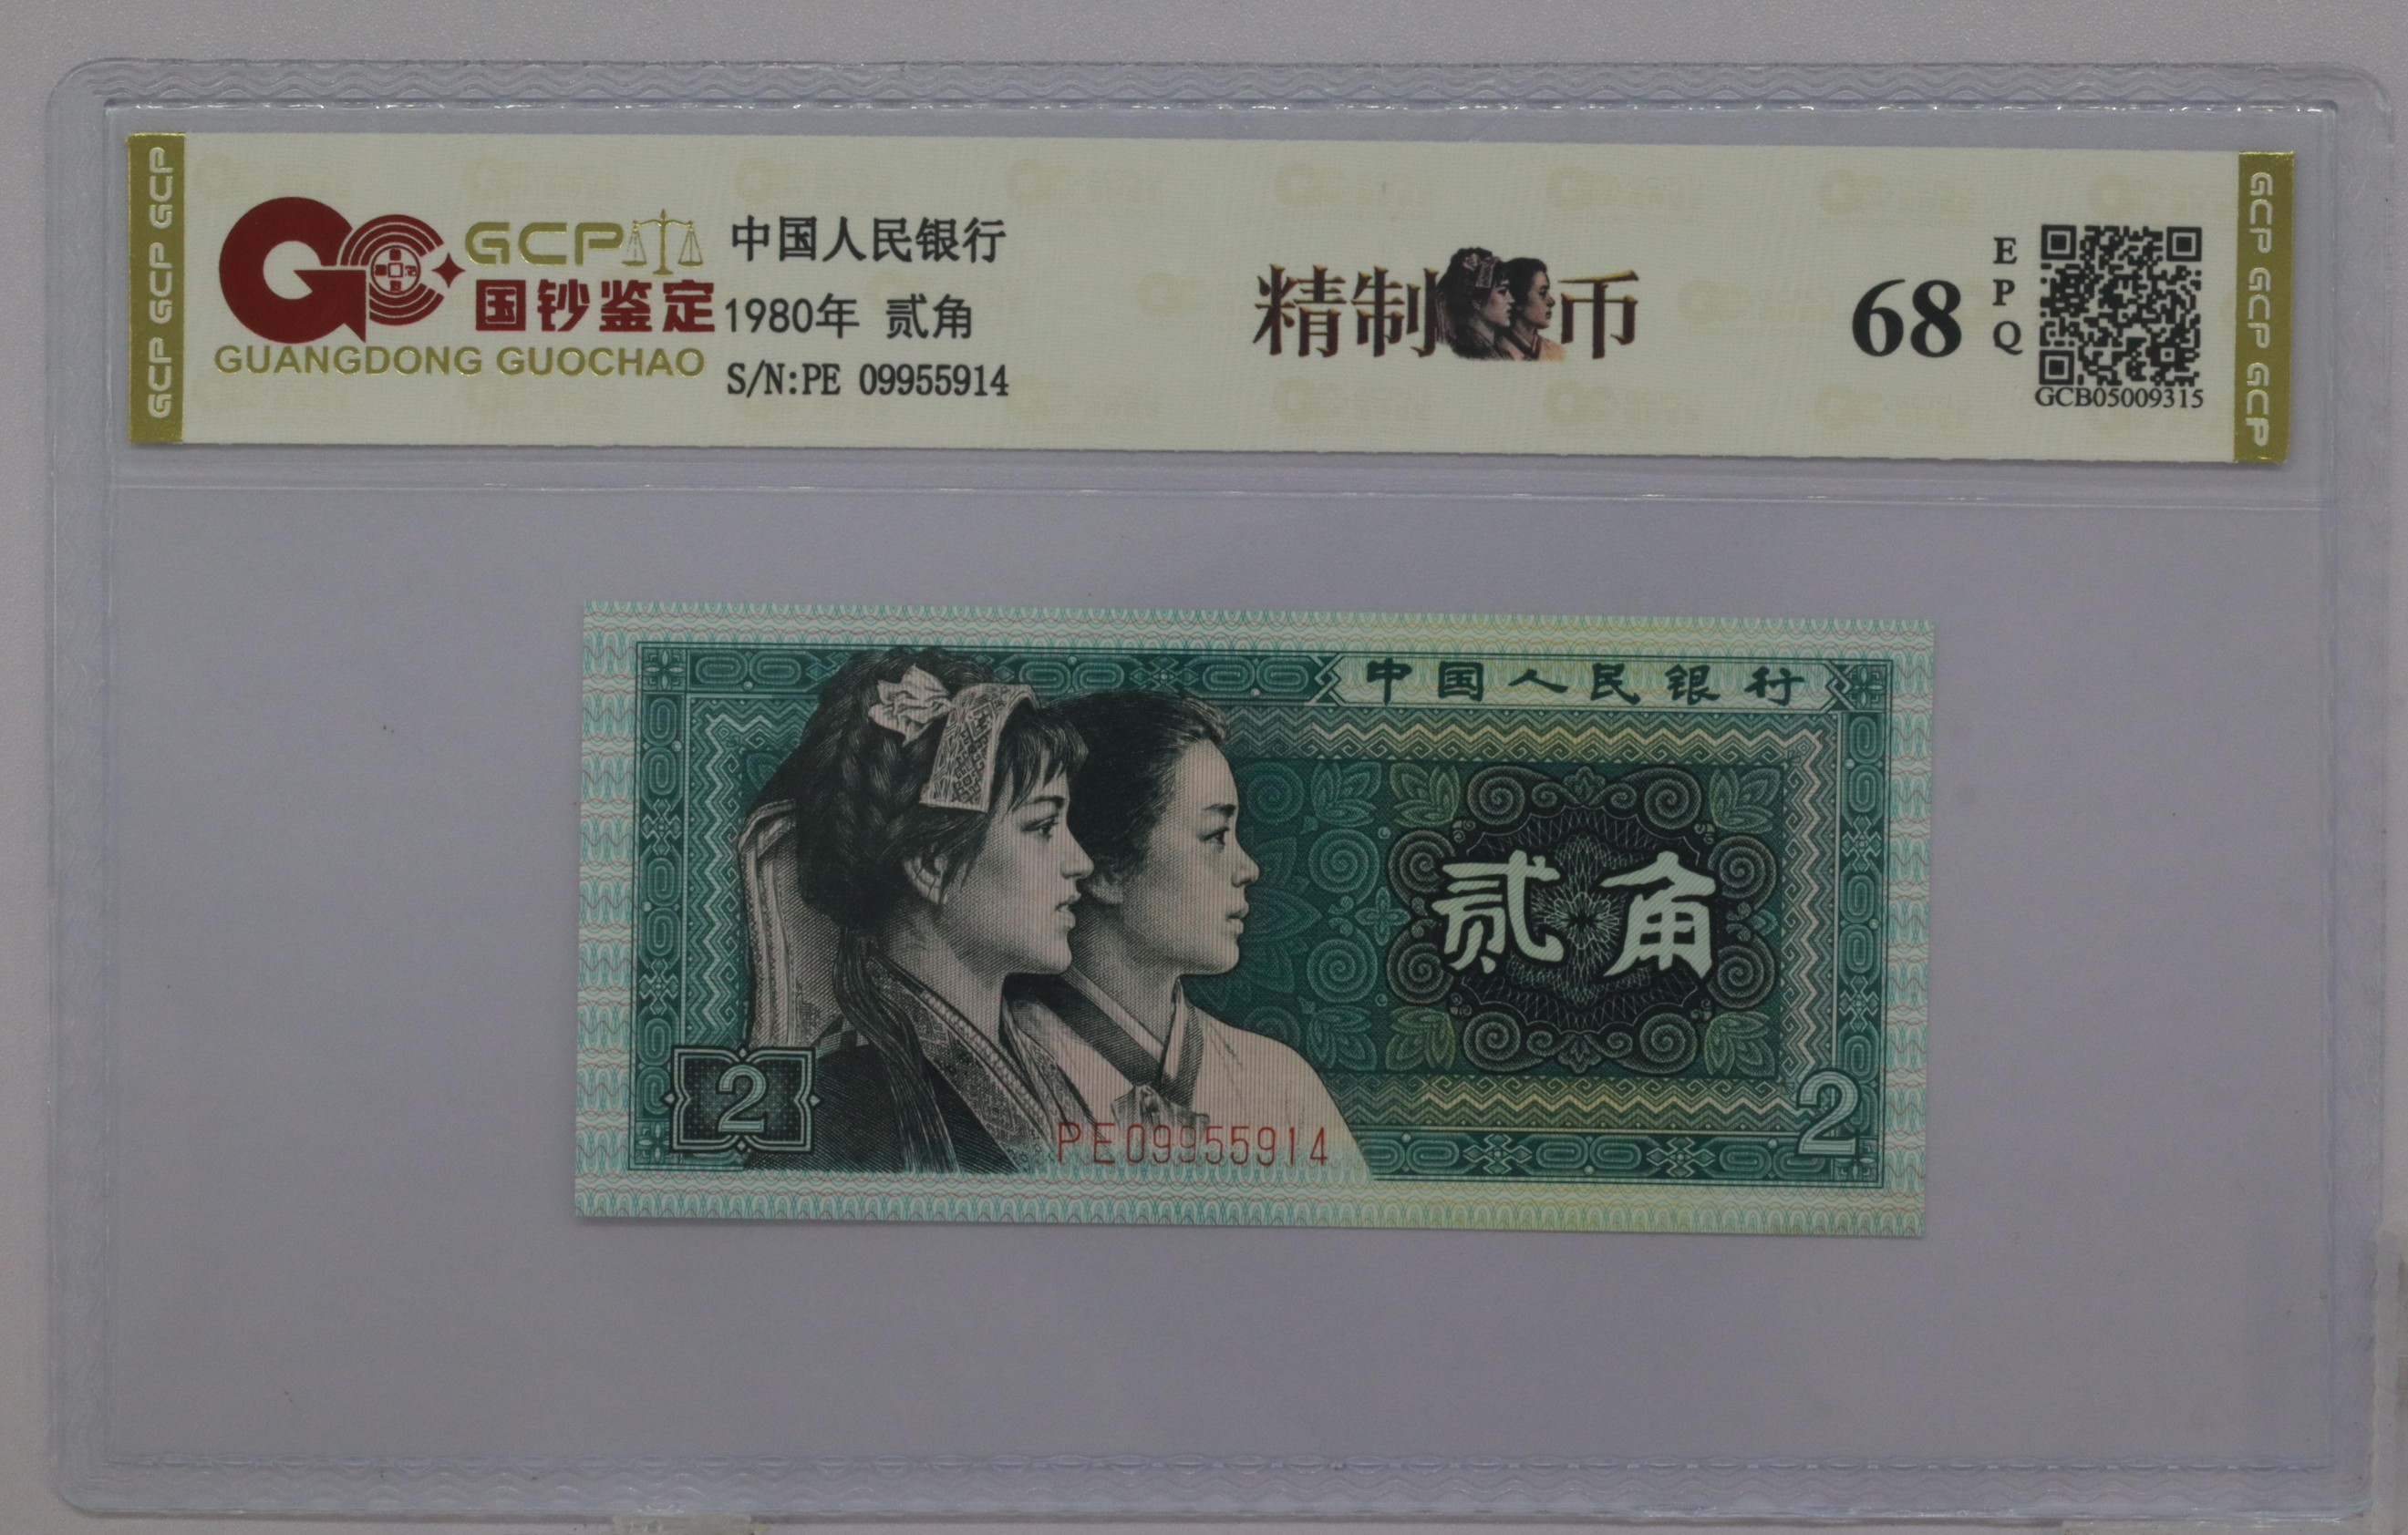 GCP GCP GCP
GCP
国钞鉴定
GUANGDONG GUOCHAO
中国人民银行
1980年 贰角
S/N:PE 09955914
精制币
68
EPQ
GCB05009315
GCP GCP GCP
中国人民银行
贰角
2
PE09955914
2